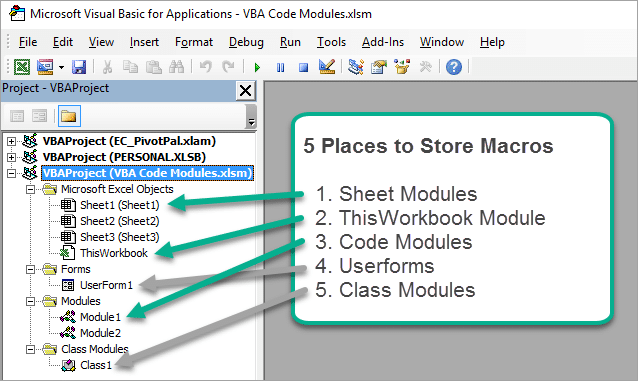 Microsoft Visual Basic for Applications - VBA Code Modules.xlsm
File Edit View Insert Format Debug Run Tools Add-Ins Window Help
Project - VBAProject
VBAProject (EC_PivotPal.xlam)
VBAProject (PERSONAL.XLSB)
VBAProject (VBA Code Modules.xlsm)
Microsoft Excel Objects
Sheet1 (Sheet1)
Sheet2 (Sheet2)
Sheet3 (Sheet3)
ThisWorkbook
Forms
UserForm1
Modules
Module1
Module2
Class Modules
Class1
5 Places to Store Macros
1. Sheet Modules
2. ThisWorkbook Module
3. Code Modules
4. Userforms
5. Class Modules